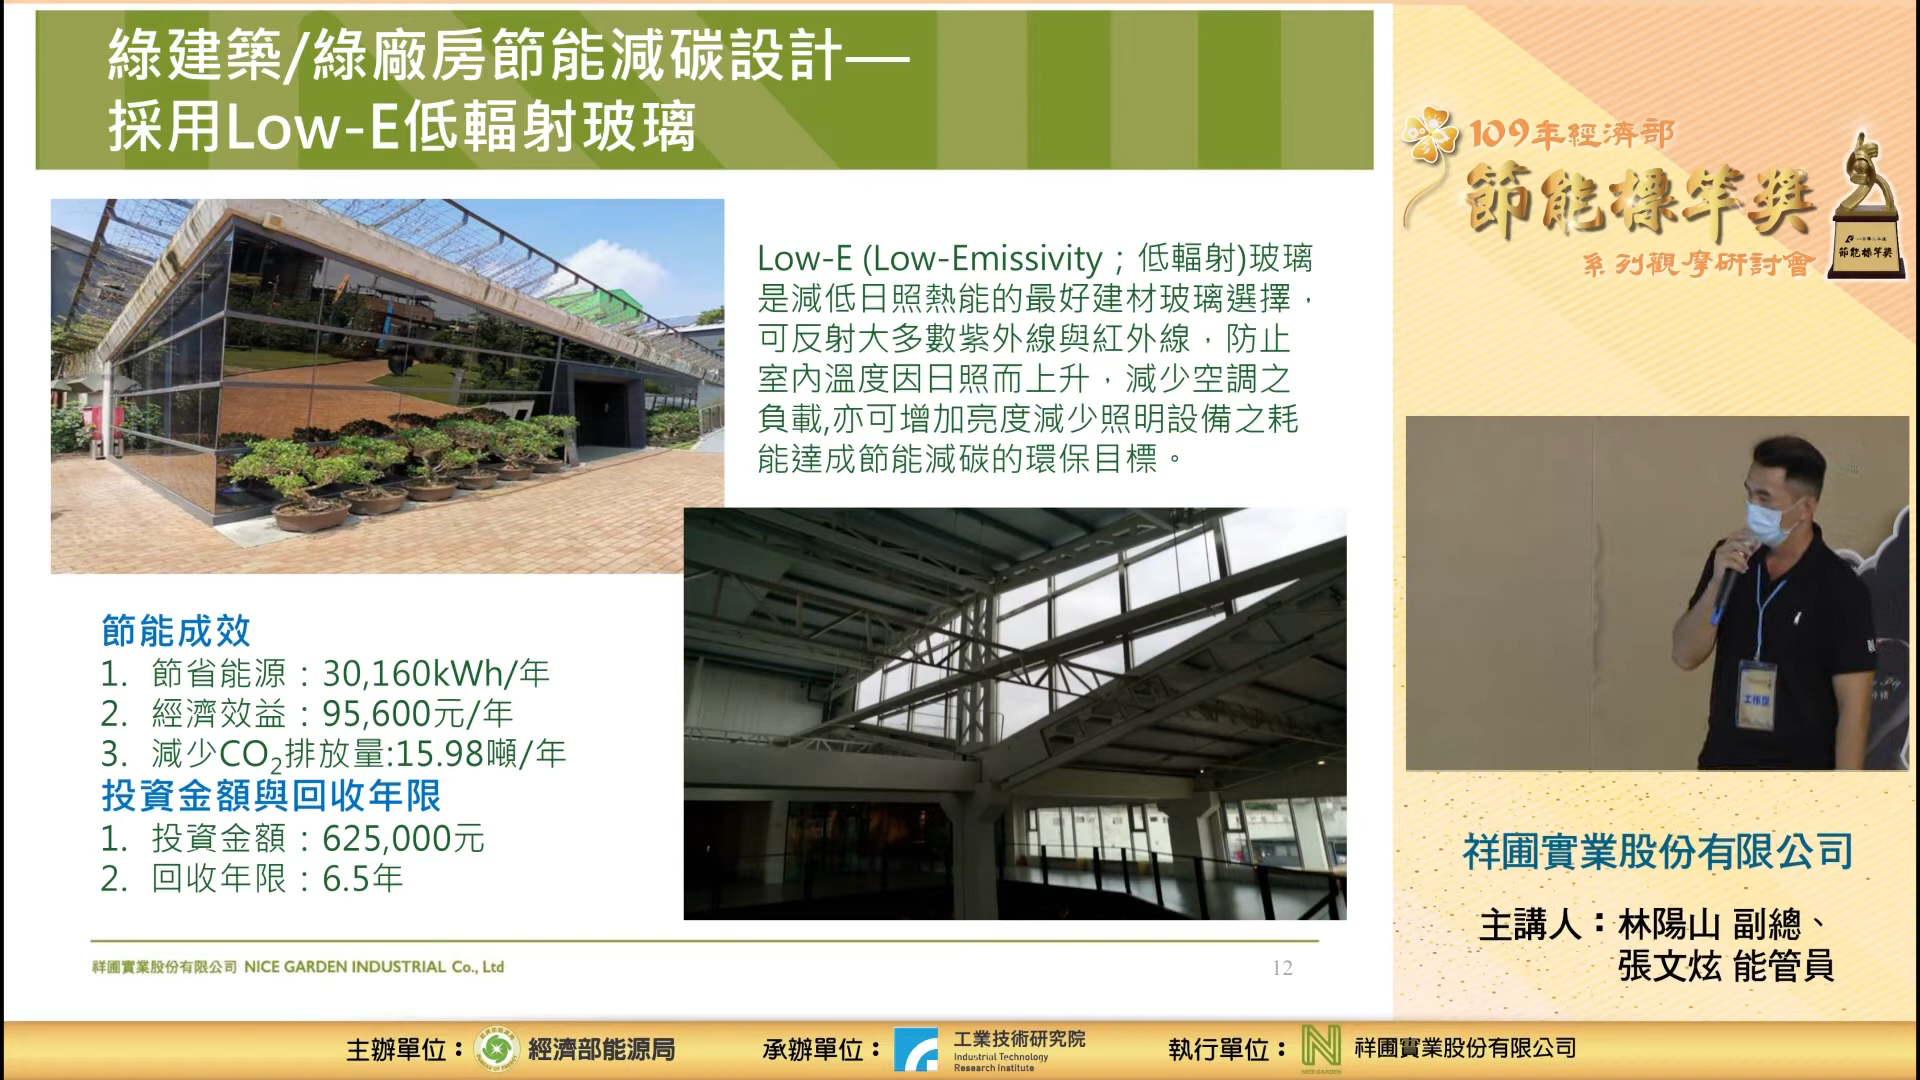 綠建築/綠廠房節能減碳設計—
採用Low-E低輻射玻璃
Low-E (Low-Emissivity；低輻射)玻璃
是減低日照熱能的最好建材玻璃選擇，
可反射大多數紫外線與紅外線，防止
室內溫度因日照而上升，減少空調之
負載,亦可增加亮度減少照明設備之耗
能達成節能減碳的環保目標。
節能成效
1. 節省能源：30,160kWh/年
2. 經濟效益：95,600元/年
3. 減少CO₂排放量:15.98噸/年
投資金額與回收年限
1. 投資金額：625,000元
2. 回收年限：6.5年
祥圃實業股份有限公司 NICE GARDEN INDUSTRIAL Co., Ltd
12
109年經濟部
節能標竿獎
系列觀摩研討會
節能標竿獎
祥圃實業股份有限公司
主講人：林陽山 副總、
張文炫 能管員
主辦單位：經濟部能源局
承辦單位：工業技術研究院
Industrial Technology
Research Institute
執行單位：祥圃實業股份有限公司
NICE GARDEN